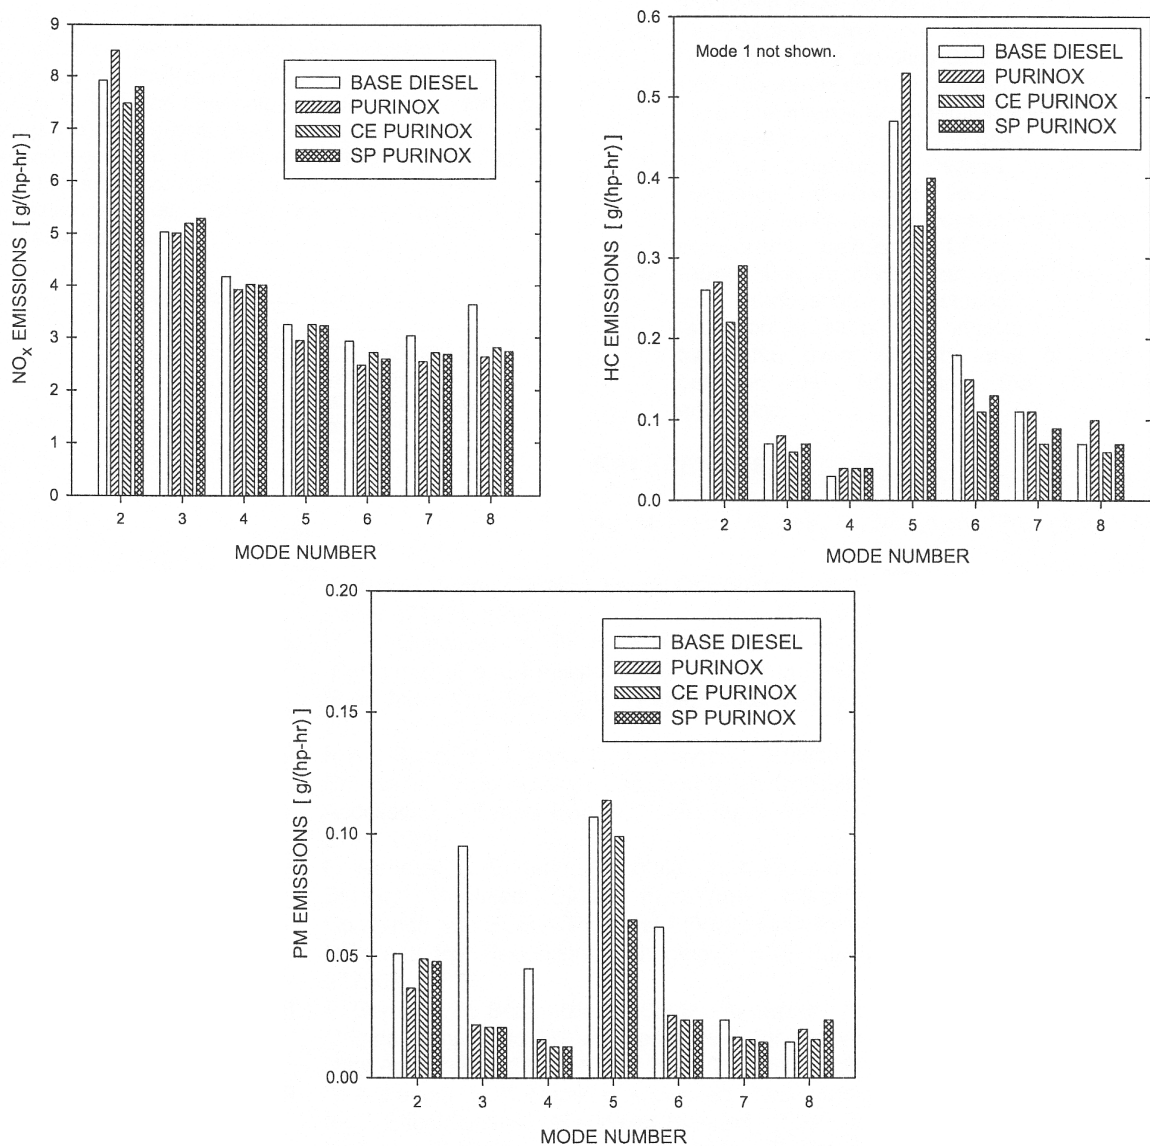 9
8
7
6
5
4
3
2
1
0
NOX EMISSIONS [ g/(hp-hr) ]
BASE DIESEL
PURINOX
CE PURINOX
SP PURINOX
2 3 4 5 6 7 8
MODE NUMBER
0.6
0.5
0.4
0.3
0.2
0.1
0.0
HC EMISSIONS [ g/(hp-hr) ]
Mode 1 not shown.
BASE DIESEL
PURINOX
CE PURINOX
SP PURINOX
2 3 4 5 6 7 8
MODE NUMBER
0.20
0.15
0.10
0.05
0.00
PM EMISSIONS [ g/(hp-hr) ]
BASE DIESEL
PURINOX
CE PURINOX
SP PURINOX
2 3 4 5 6 7 8
MODE NUMBER